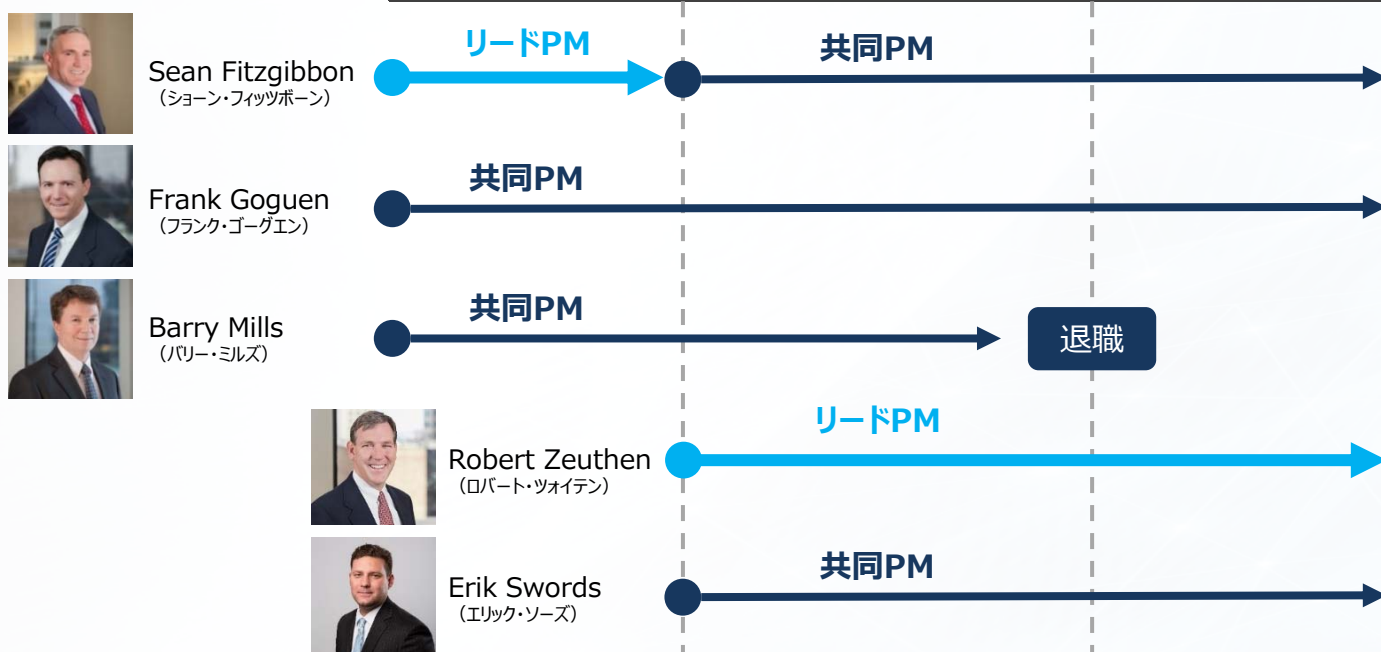 リードPM
共同PM
Sean Fitzgibbon
（ショーン・フィッツボーン）
共同PM
Frank Goguen
（フランク・ゴーグエン）
共同PM
Barry Mills
（バリー・ミルズ）
退職
リードPM
Robert Zeuthen
（ロバート・ツォイテン）
共同PM
Erik Swords
（エリック・ソーズ）